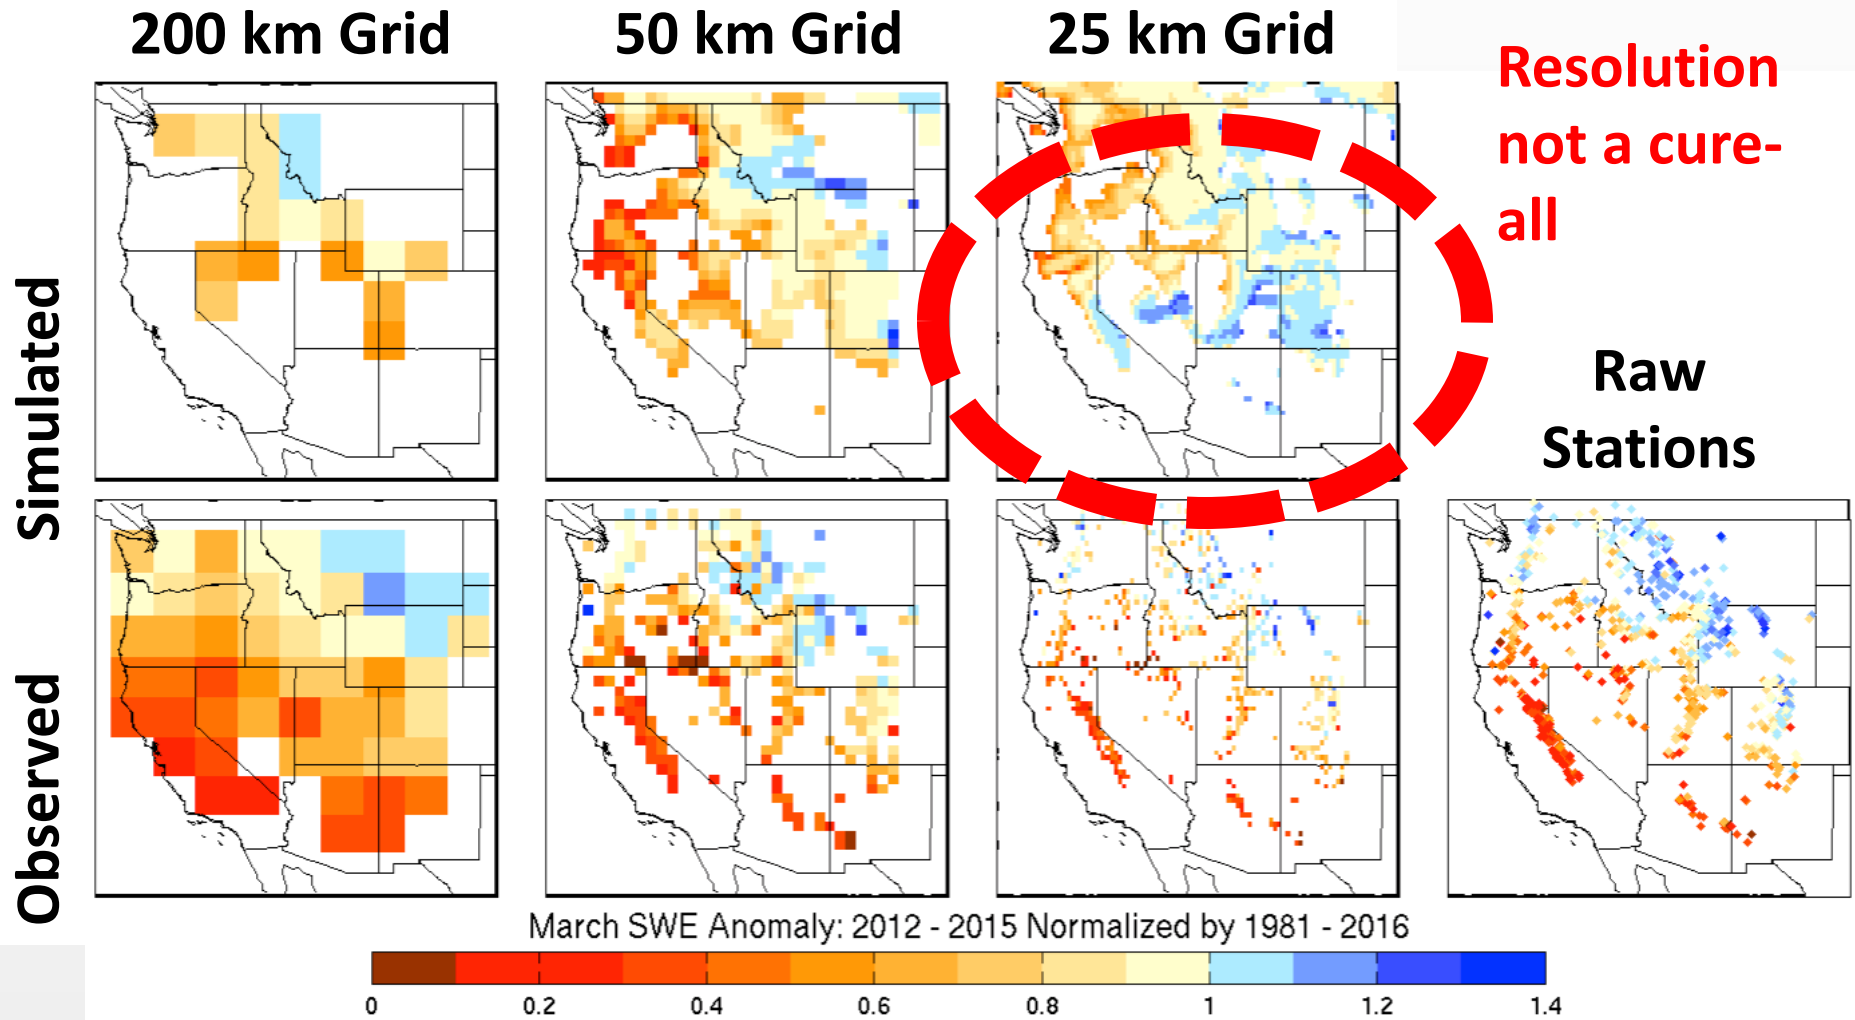 200 km Grid
50 km Grid
25 km Grid
Resolution
not a cure-
all
Simulated
Raw
Stations
Observed
March SWE Anomaly: 2012 - 2015 Normalized by 1981 - 2016
0
0.2
0.4
0.6
0.8
1
1.2
1.4